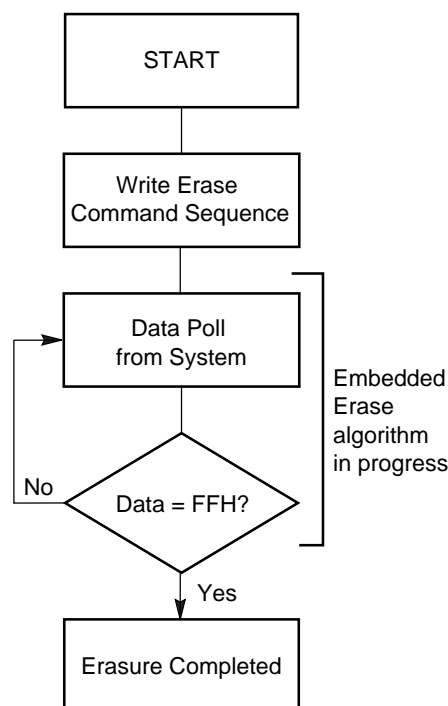 START
Write Erase
Command Sequence
Data Poll
from System
Embedded
Erase
algorithm
in progress
No
Data = FFH?
Yes
Erasure Completed